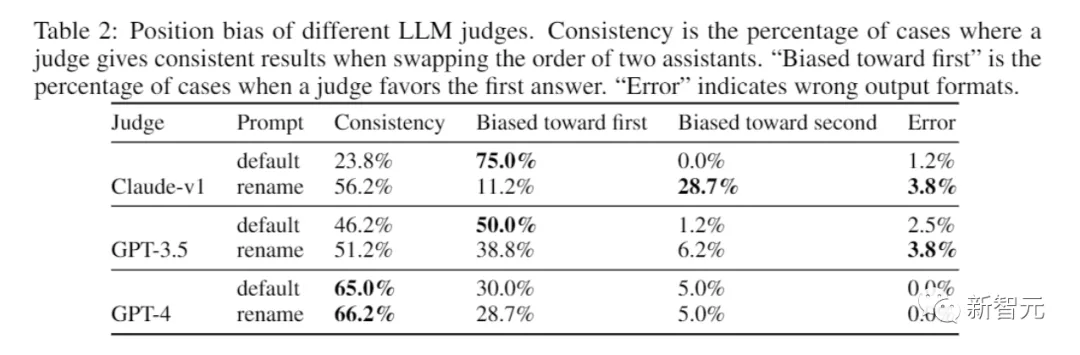 Table 2: Position bias of different LLM judges. Consistency is the percentage of cases where a
judge gives consistent results when swapping the order of two assistants. “Biased toward first” is the
percentage of cases when a judge favors the first answer. “Error” indicates wrong output formats.
Judge Prompt Consistency Biased toward first Biased toward second Error
default 23.8% 75.0% 0.0% 1.2%
Claude-v1 rename 56.2% 11.2% 28.7% 3.8%
default 46.2% 50.0% 1.2% 2.5%
GPT-3.5 rename 51.2% 38.8% 6.2% 3.8%
default 65.0% 30.0% 5.0%
GPT-4 rename 66.2% 28.7% 5.0%
新智元